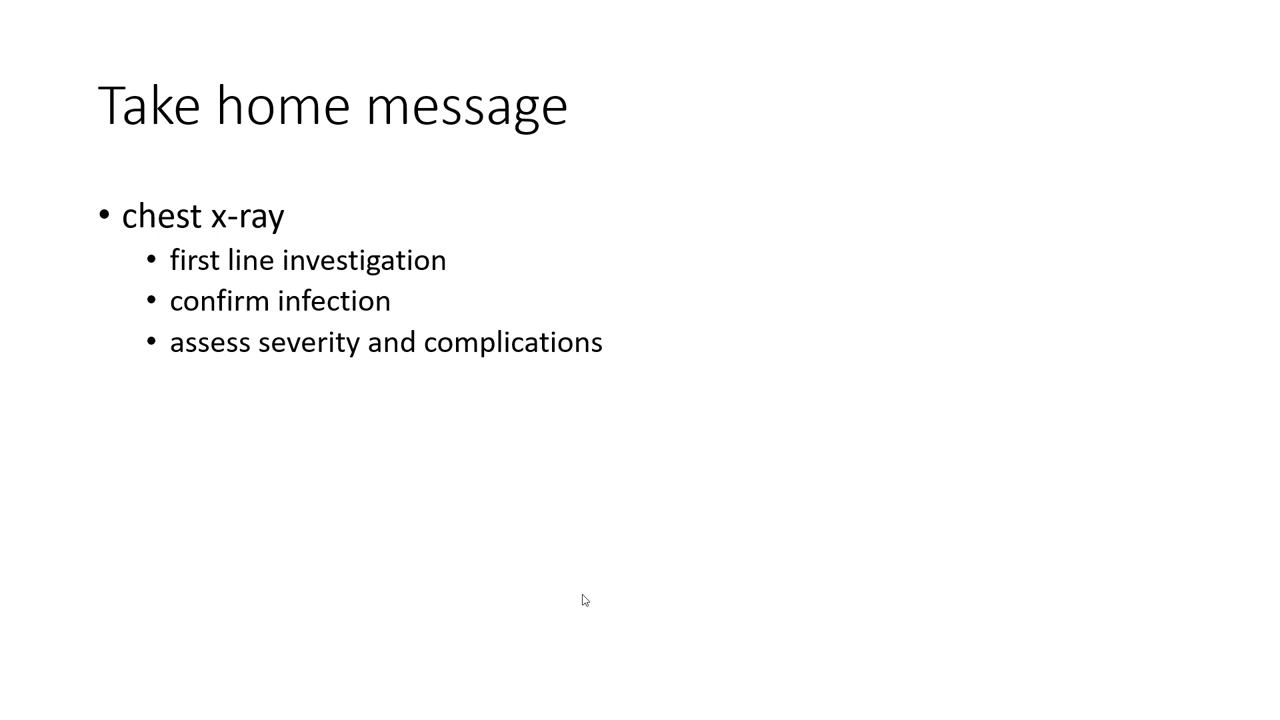 Take home message
• chest x-ray
• first line investigation
• confirm infection
• assess severity and complications